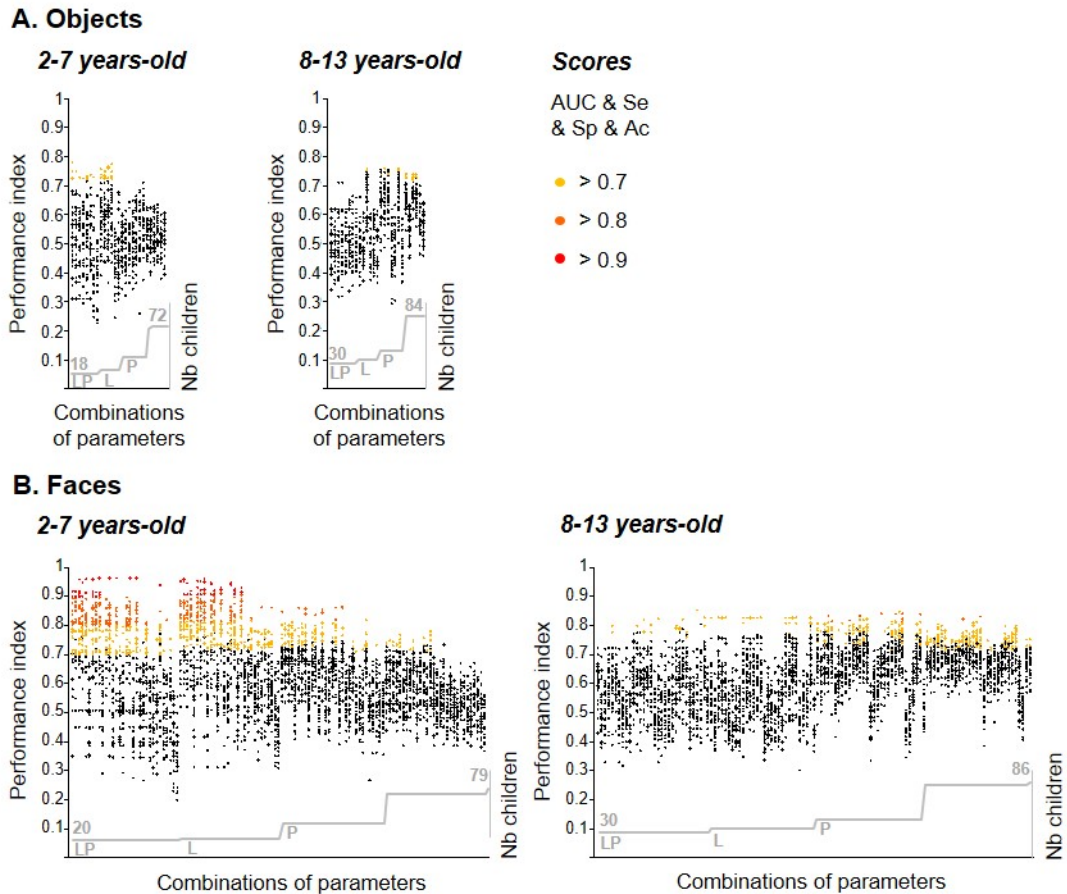 A. Objects
2-7 years-old
8-13 years-old
Scores
AUC & Se
& Sp & Ac
> 0.7
> 0.8
> 0.9
Performance index
1
0.9
0.8
0.7
0.6
0.5
0.4
0.3
0.2
0.1
18
LP
L
P
72
Nb children
Combinations
of parameters
Performance index
1
0.9
0.8
0.7
0.6
0.5
0.4
0.3
0.2
0.1
30
LP
L
P
84
Nb children
Combinations
of parameters
B. Faces
2-7 years-old
8-13 years-old
Performance index
1
0.9
0.8
0.7
0.6
0.5
0.4
0.3
0.2
0.1
20
LP
L
P
79
Nb children
Combinations of parameters
Performance index
1
0.9
0.8
0.7
0.6
0.5
0.4
0.3
0.2
0.1
30
LP
L
P
86
Nb children
Combinations of parameters